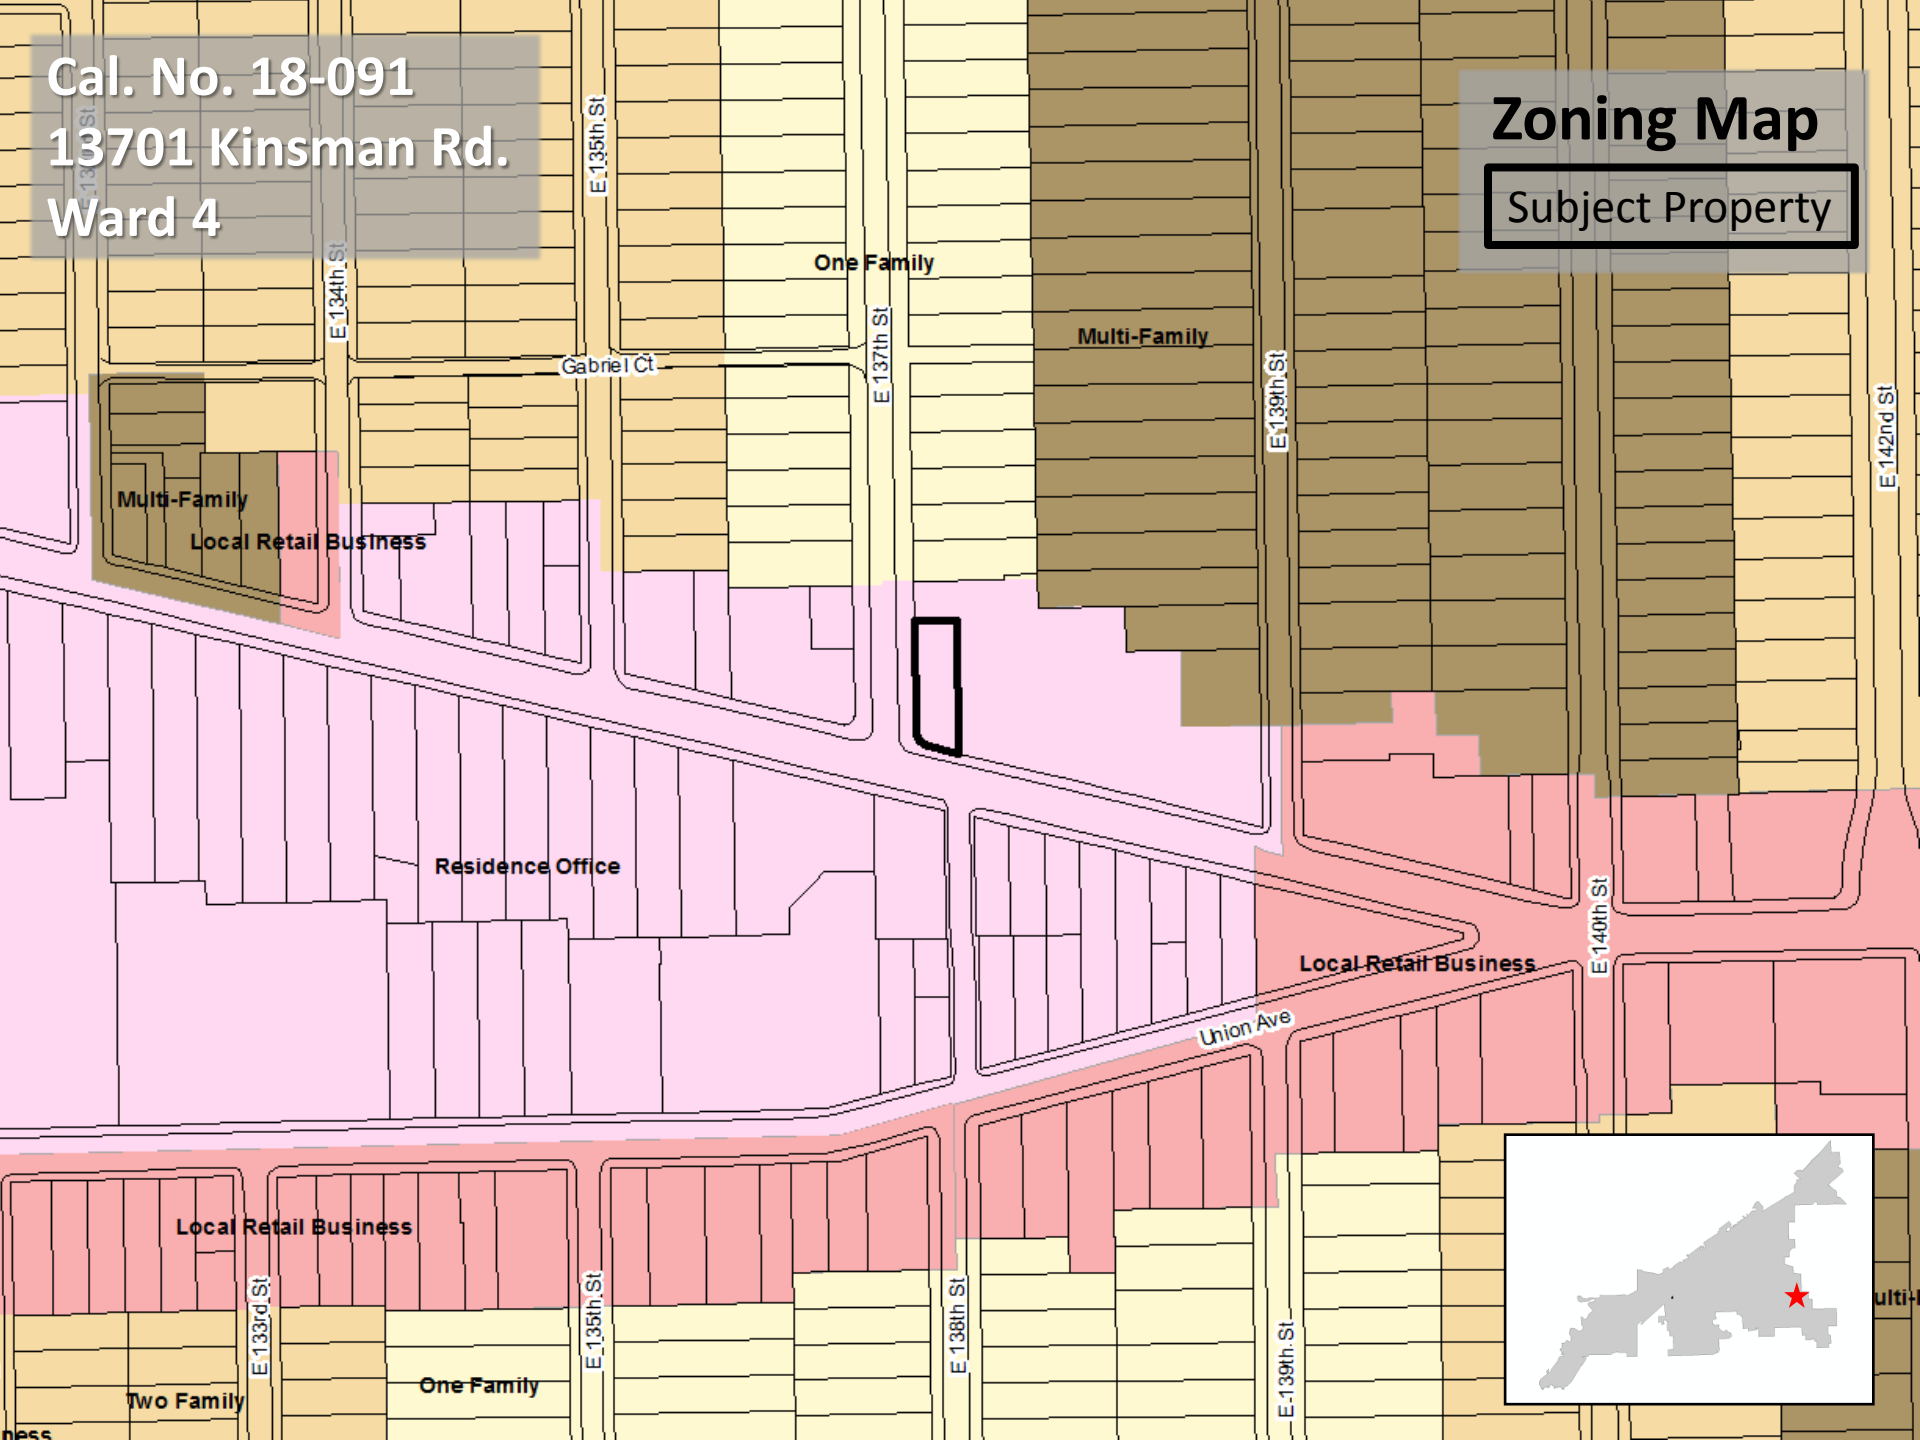 Cal. No. 18-091
13701 Kinsman Rd.
Ward 4
Zoning Map
Subject Property
E 135th St
E 134th St
One Family
E 137th St
Multi-Family
Gabriel Ct
E 139th St
E 142nd St
Multi-Family
Local Retail Business
Residence Office
E 140th St
Local Retail Business
Union Ave
Local Retail Business
E 133rd St
E 135th St
E 138th St
E 139th St
One Family
Two Family